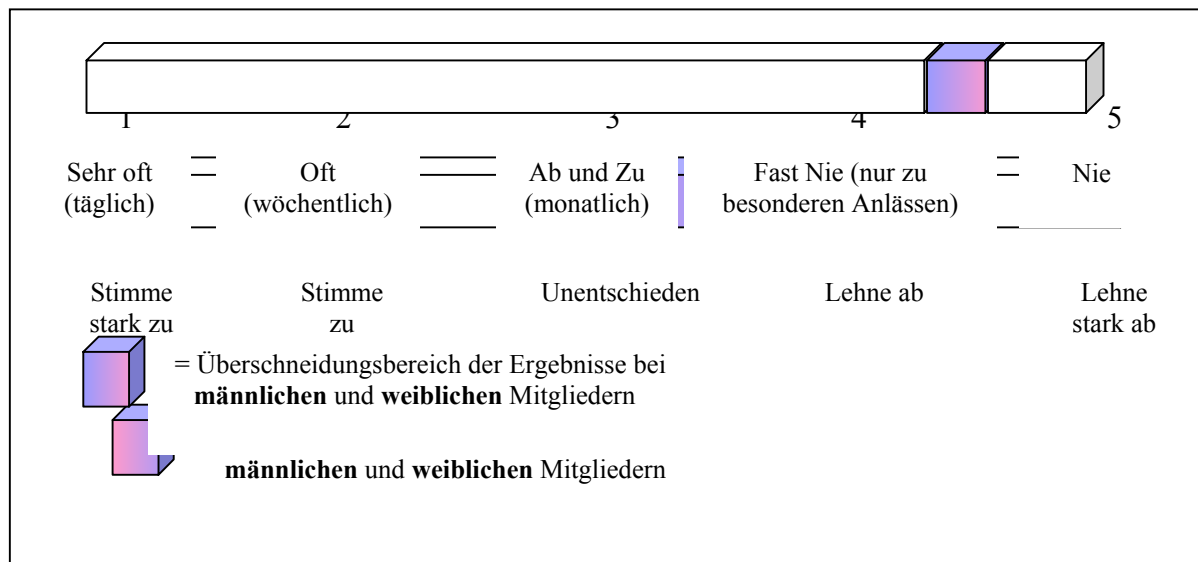 1 2 3 4 5
Sehr oft Oft Ab und Zu Fast Nie (nur zu Nie
(täglich) (wöchentlich) (monatlich) besonderen Anlässen)
Stimme Stimme Unentschieden Lehne ab Lehne
stark zu zu stark ab
= Überschneidungsbereich der Ergebnisse bei
männlichen und weiblichen Mitgliedern
männlichen und weiblichen Mitgliedern